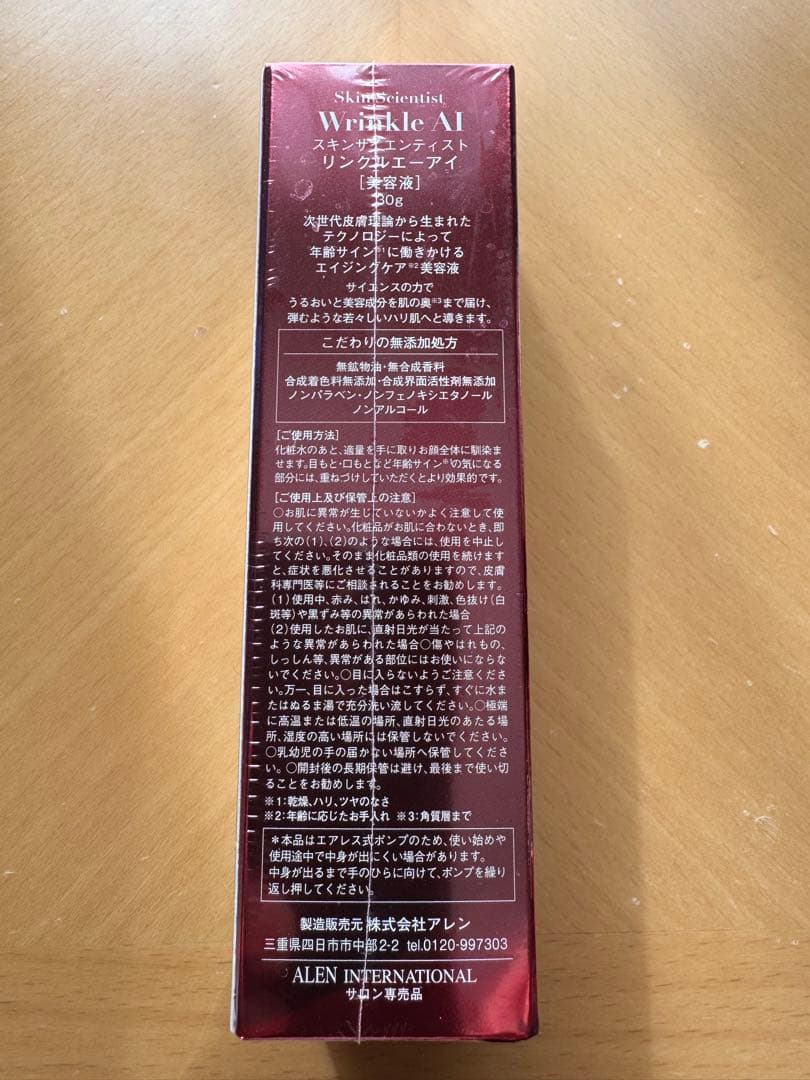 Skin Scientist
Wrinkle AI
スキンサイエンティスト
リンクルエーアイ
［美容液］
30g
次世代皮膚理論から生まれた
テクノロジーによって
年齢サイン※1に働きかける
エイジングケア※2美容液
サイエンスの力で
うるおいと美容成分を肌の奥※3まで届け、
弾むような若々しいハリ肌へと導きます。
こだわりの無添加処方
無鉱物油・無合成香料
合成着色料無添加・合成界面活性剤無添加
ノンパラベン・ノンフェノキシエタノール
ノンアルコール
［ご使用方法］
化粧水のあと、適量を手に取りお顔全体に馴染ま
せます。目もと・口もとなど年齢サイン※1の気になる
部分には、重ねづけしていただくとより効果的です。
［ご使用上及び保管上の注意］
○お肌に異常が生じていないかよく注意して使
用してください。化粧品がお肌に合わないとき、即
ち次の（1）、（2）のような場合には、使用を中止し
てください。そのまま化粧品類の使用を続けます
と、症状を悪化させることがありますので、皮膚
科専門医等にご相談されることをお勧めします。
（1）使用中、赤み、はれ、かゆみ、刺激、色抜け（白
斑等）や黒ずみ等の異常があらわれた場合
（2）使用したお肌に、直射日光が当たって上記の
ような異常があらわれた場合○傷やはれもの、
しっしん等、異常がある部位にはお使いにならな
いでください。○目に入らないようご注意くださ
い。万一、目に入った場合はこすらず、すぐに水ま
たはぬるま湯で充分洗い流してください。○極端
に高温または低温の場所、直射日光のあたる場
所、湿度の高い場所には保管しないでください。
○乳幼児の手の届かない場所へ保管してくださ
い。○開封後の長期保管は避け、最後まで使い切
ることをお勧めします。
※1：乾燥、ハリ、ツヤのなさ
※2：年齢に応じたお手入れ ※3：角質層まで
＊本品はエアレス式ポンプのため、使い始めや
使用途中で中身が出にくい場合があります。
中身が出るまで手のひらに向けて、ポンプを繰り
返し押してください。
製造販売元 株式会社アレン
三重県四日市市中部2-2 tel.0120-997303
ALEN INTERNATIONAL
サロン専売品